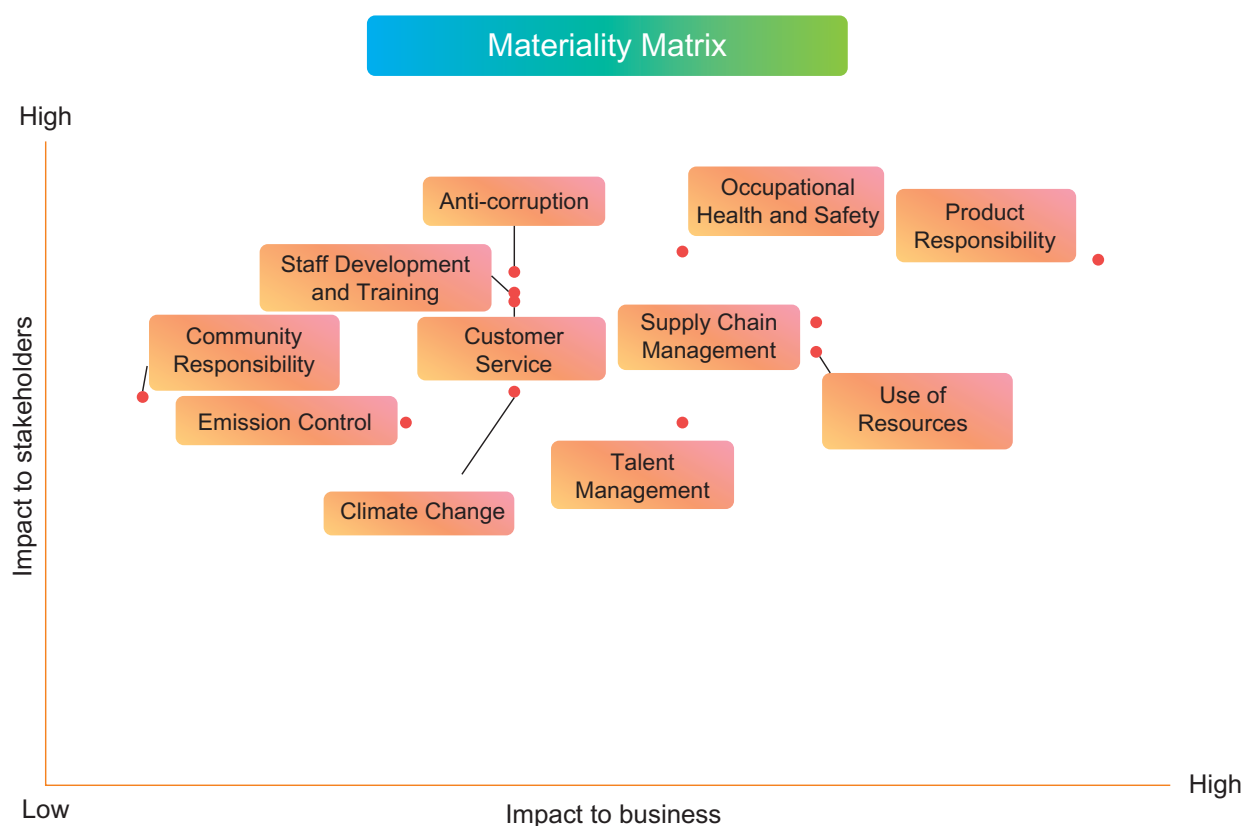 Materiality Matrix
High
Anti-corruption
Occupational
Health and Safety
Product
Responsibility
Staff Development
and Training
Community
Responsibility
Customer
Service
Supply Chain
Management
Emission Control
Use of
Resources
Talent
Management
Climate Change
Impact to stakeholders
High
Low
Impact to business